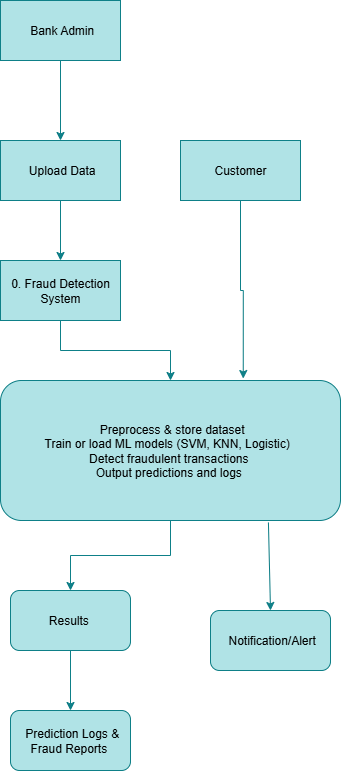 Bank Admin
Upload Data
Customer
0. Fraud Detection
System
Preprocess & store dataset
Train or load ML models (SVM, KNN, Logistic)
Detect fraudulent transactions
Output predictions and logs
Results
Notification/Alert
Prediction Logs &
Fraud Reports